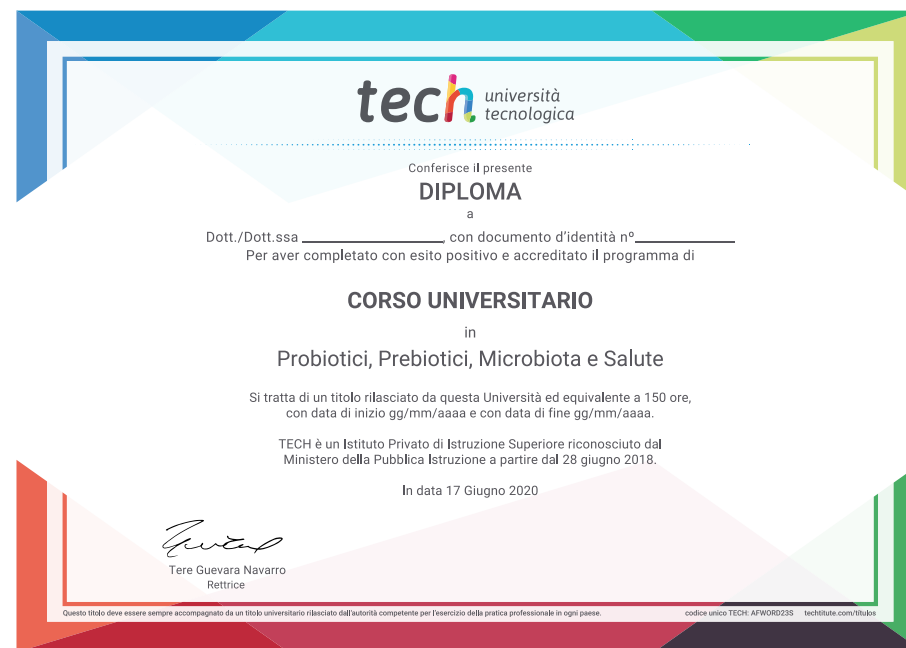 tech università
tecnologica
Conferisce il presente
DIPLOMA
a
Dott./Dott.ssa ____________________, con documento d'identità nº______________
Per aver completato con esito positivo e accreditato il programma di
CORSO UNIVERSITARIO
in
Probiotici, Prebiotici, Microbiota e Salute
Si tratta di un titolo rilasciato da questa Università ed equivalente a 150 ore,
con data di inizio gg/mm/aaaa e con data di fine gg/mm/aaaa.
TECH è un Istituto Privato di Istruzione Superiore riconosciuto dal
Ministero della Pubblica Istruzione a partire dal 28 giugno 2018.
In data 17 Giugno 2020
Tere Guevara Navarro
Rettrice
Questo titolo deve essere sempre accompagnato da un titolo universitario rilasciato dall'autorità competente per l'esercizio della pratica professionale in ogni paese. codice unico TECH: AFWORD23S techtitute.com/titulos